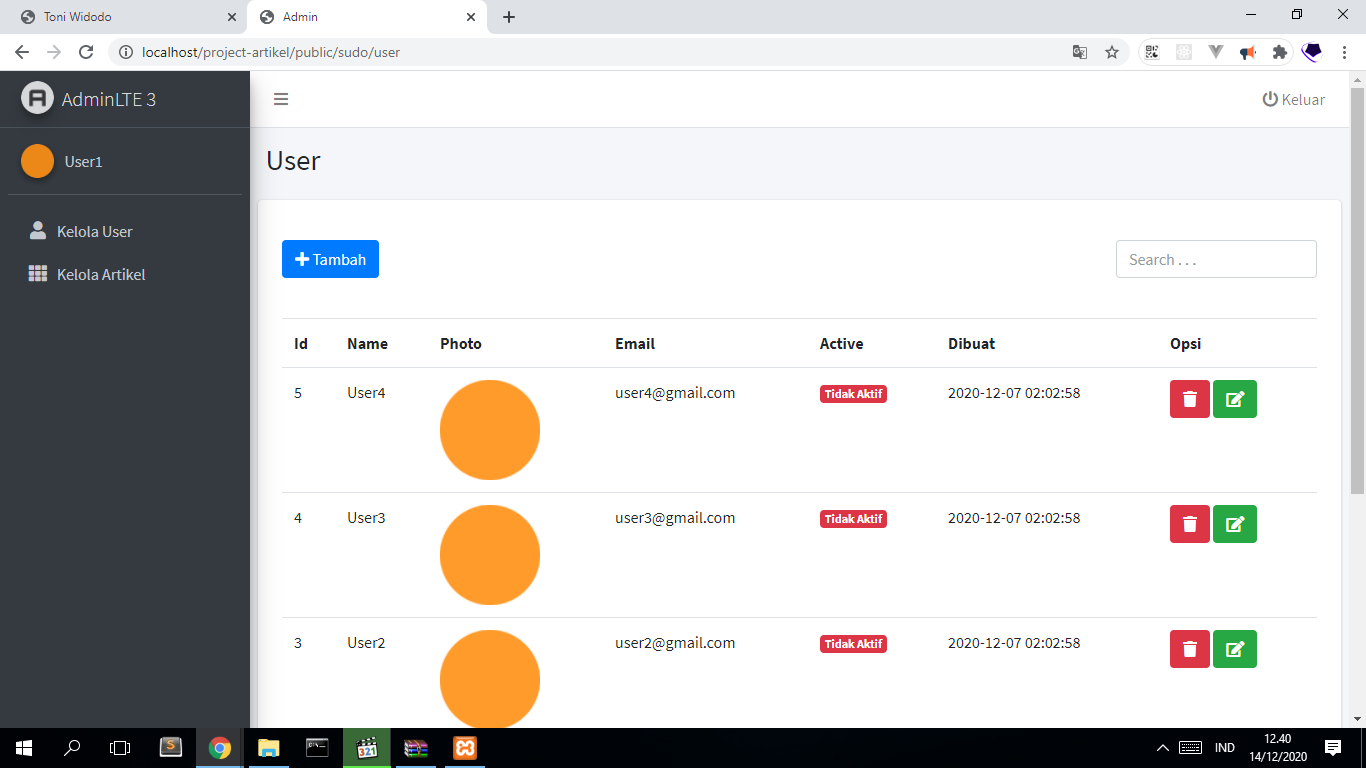 Toni Widodo
Admin
localhost/project-artikel/public/sudo/user
AdminLTE 3
Keluar
User1
User
Kelola User
Kelola Artikel
Tambah
Search . . .
Id Name Photo Email Active Dibuat Opsi
5 User4 user4@gmail.com Tidak Aktif 2020-12-07 02:02:58
4 User3 user3@gmail.com Tidak Aktif 2020-12-07 02:02:58
3 User2 user2@gmail.com Tidak Aktif 2020-12-07 02:02:58
321
IND
12.40
14/12/2020